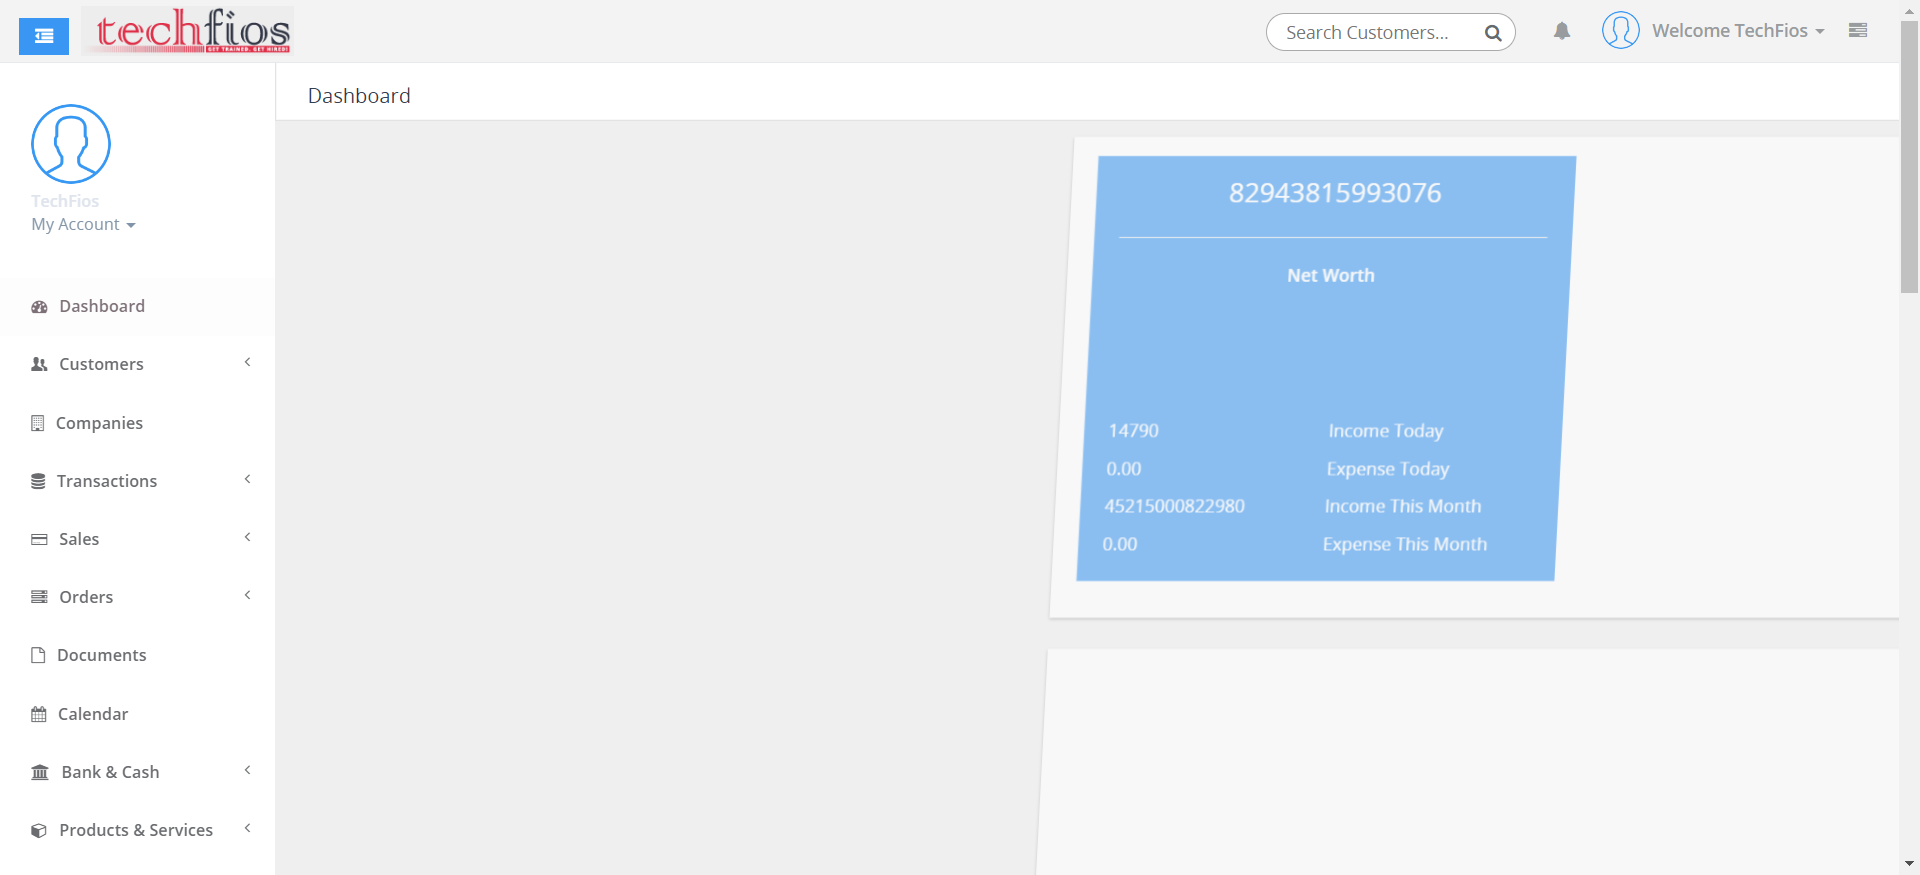 techfios
GET TRAINED. GET HIRED!
Search Customers...
Welcome TechFios
Dashboard
TechFios
My Account
Dashboard
Customers
Companies
Transactions
Sales
Orders
Documents
Calendar
Bank & Cash
Products & Services
82943815993076
Net Worth
14790 Income Today
0.00 Expense Today
45215000822980 Income This Month
0.00 Expense This Month